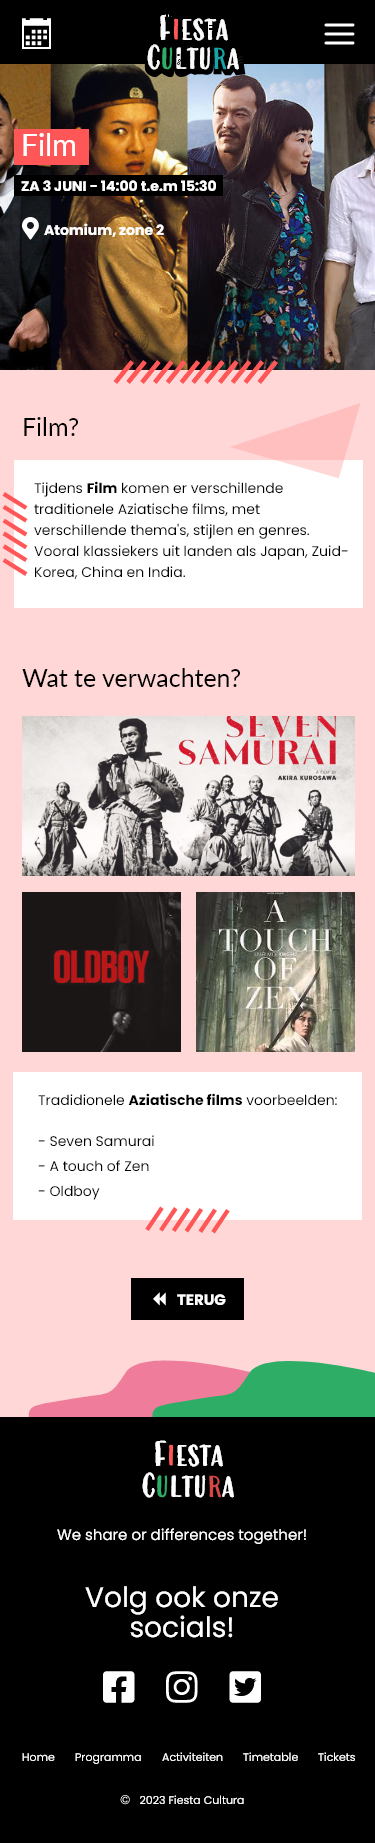 FIESTA
CULTURA
Film
ZA 3 JUNI - 14:00 t.e.m 15:30
Atomium, zone 2
Film?
Tijdens Film komen er verschillende
traditionele Aziatische films, met
verschillende thema's, stijlen en genres.
Vooral klassiekers uit landen als Japan, Zuid-
Korea, China en India.
Wat te verwachten?
SEVEN
SAMURAI
A FILM BY
AKIRA KUROSAWA
OLDBOY
A
TOUCH
OF
ZEN
Tradidionele Aziatische films voorbeelden:
- Seven Samurai
- A touch of Zen
- Oldboy
TERUG
FIESTA
CULTURA
We share or differences together!
Volg ook onze
socials!
Home Programma Activiteiten Timetable Tickets
© 2023 Fiesta Cultura